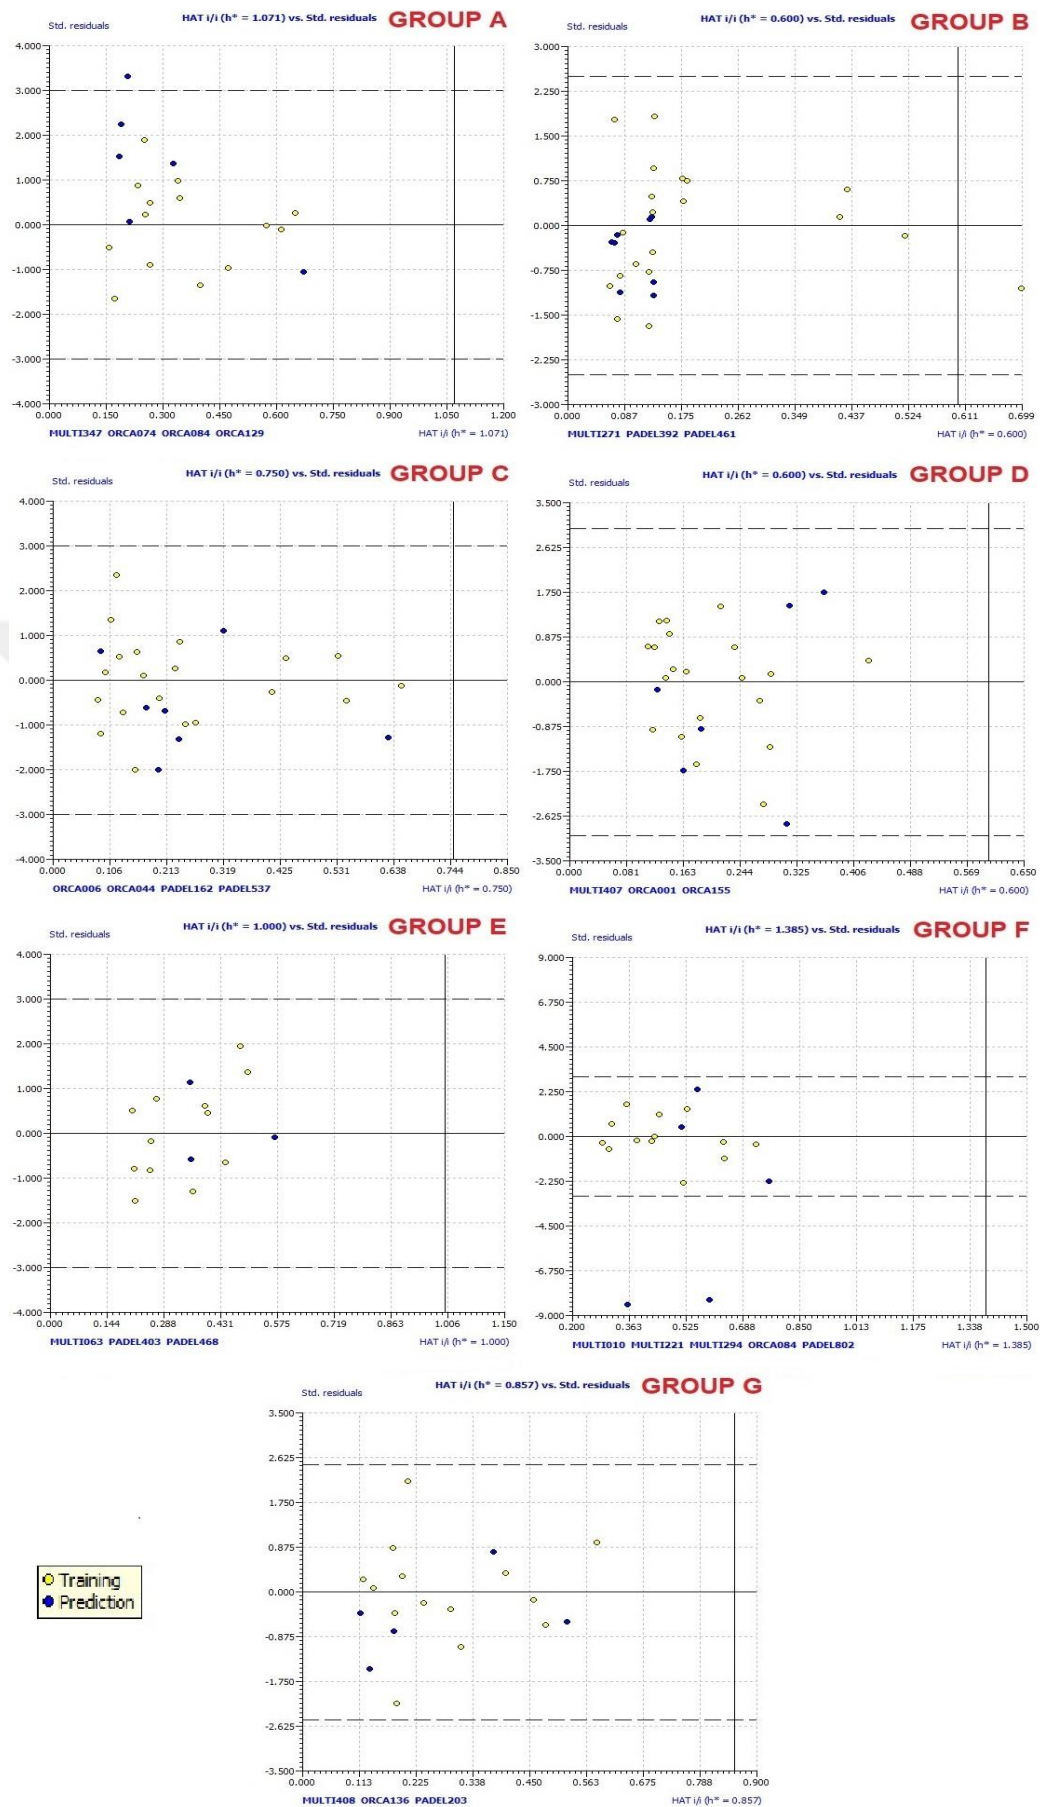 HAT i/i (h* = 1.071) vs. Std. residuals GROUP A
Std. residuals
4.000
3.000
2.000
1.000
0.000
-1.000
-2.000
-3.000
-4.000
0.000 0.150 0.300 0.450 0.600 0.750 0.900 1.050 1.200
MULTI347 ORCA074 ORCA084 ORCA129 HAT i/i (h* = 1.071)
HAT i/i (h* = 0.600) vs. Std. residuals GROUP B
Std. residuals
3.000
2.250
1.500
0.750
0.000
-0.750
-1.500
-2.250
-3.000
0.000 0.087 0.175 0.262 0.349 0.437 0.524 0.611 0.699
MULTI271 PADEL392 PADEL461 HAT i/i (h* = 0.600)
HAT i/i (h* = 0.750) vs. Std. residuals GROUP C
Std. residuals
4.000
3.000
2.000
1.000
0.000
-1.000
-2.000
-3.000
-4.000
0.000 0.106 0.213 0.319 0.425 0.531 0.638 0.744 0.850
ORCA006 ORCA044 PADEL162 PADEL537 HAT i/i (h* = 0.750)
HAT i/i (h* = 0.600) vs. Std. residuals GROUP D
Std. residuals
3.500
2.625
1.750
0.875
0.000
-0.875
-1.750
-2.625
-3.500
0.000 0.081 0.163 0.244 0.325 0.406 0.488 0.569 0.650
MULTI407 ORCA001 ORCA155 HAT i/i (h* = 0.600)
HAT i/i (h* = 1.000) vs. Std. residuals GROUP E
Std. residuals
4.000
3.000
2.000
1.000
0.000
-1.000
-2.000
-3.000
-4.000
0.000 0.144 0.288 0.431 0.575 0.719 0.863 1.006 1.150
MULTI063 PADEL403 PADEL468 HAT i/i (h* = 1.000)
HAT i/i (h* = 1.385) vs. Std. residuals GROUP F
Std. residuals
9.000
6.750
4.500
2.250
0.000
-2.250
-4.500
-6.750
-9.000
0.200 0.363 0.525 0.688 0.850 1.013 1.175 1.338 1.500
MULTI010 MULTI221 MULTI294 ORCA084 PADEL802 HAT i/i (h* = 1.385)
HAT i/i (h* = 0.857) vs. Std. residuals GROUP G
Std. residuals
3.500
2.625
1.750
0.875
0.000
-0.875
-1.750
-2.625
-3.500
0.000 0.113 0.225 0.338 0.450 0.563 0.675 0.788 0.900
MULTI408 ORCA136 PADEL203 HAT i/i (h* = 0.857)
Training
Prediction